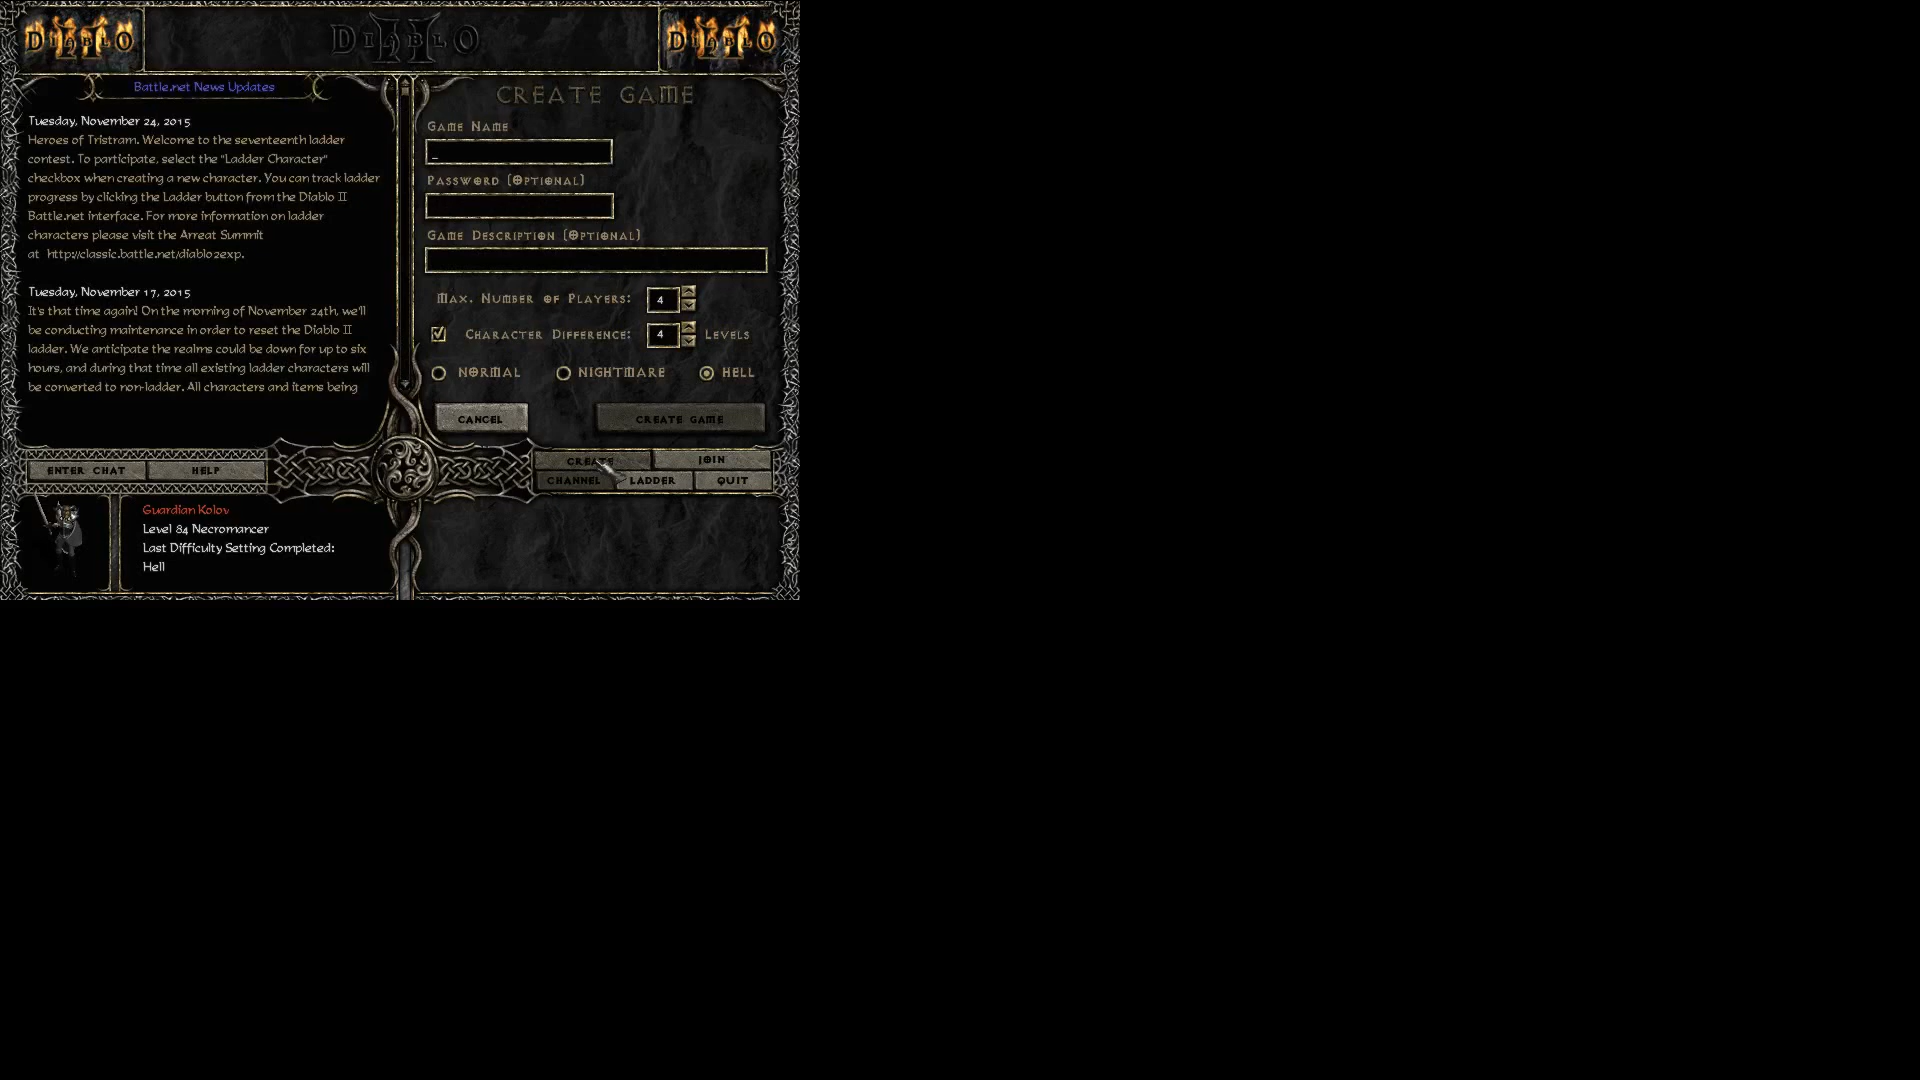 DIABLO II
DIABLO II
DIABLO II
Battle.net News Updates
Tuesday, November 24, 2015
Heroes of Tristram. Welcome to the seventeenth ladder
contest. To participate, select the "Ladder Character"
checkbox when creating a new character. You can track ladder
progress by clicking the Ladder button from the Diablo II
Battle.net interface. For more information on ladder
characters please visit the Arreat Summit
at http://classic.battle.net/diablo2exp.
Tuesday, November 17, 2015
It's that time again! On the morning of November 24th, we'll
be conducting maintenance in order to reset the Diablo II
ladder. We anticipate the realms could be down for up to six
hours, and during that time all existing ladder characters will
be converted to non-ladder. All characters and items being
CREATE GAME
GAME NAME
_
PASSWORD (OPTIONAL)
GAME DESCRIPTION (OPTIONAL)
MAX. NUMBER OF PLAYERS: 4
CHARACTER DIFFERENCE: 4 LEVELS
NORMAL NIGHTMARE HELL
CANCEL CREATE GAME
ENTER CHAT HELP
CREATE JOIN
CHANNEL LADDER QUIT
Guardian Kolov
Level 84 Necromancer
Last Difficulty Setting Completed:
Hell